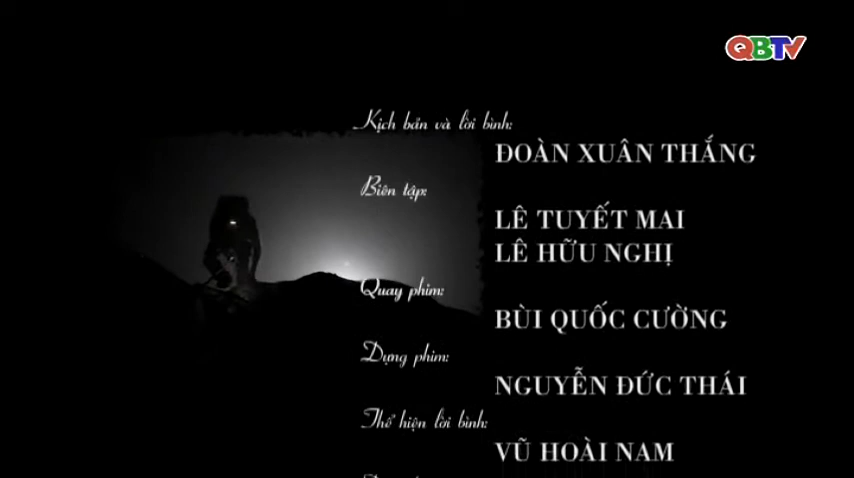 QBTV
Kịch bản và lời bình:
ĐOÀN XUÂN THẮNG
Biên tập:
LÊ TUYẾT MAI
LÊ HỮU NGHỊ
Quay phim:
BÙI QUỐC CƯỜNG
Dựng phim:
NGUYỄN ĐỨC THÁI
Thể hiện lời bình:
VŨ HOÀI NAM